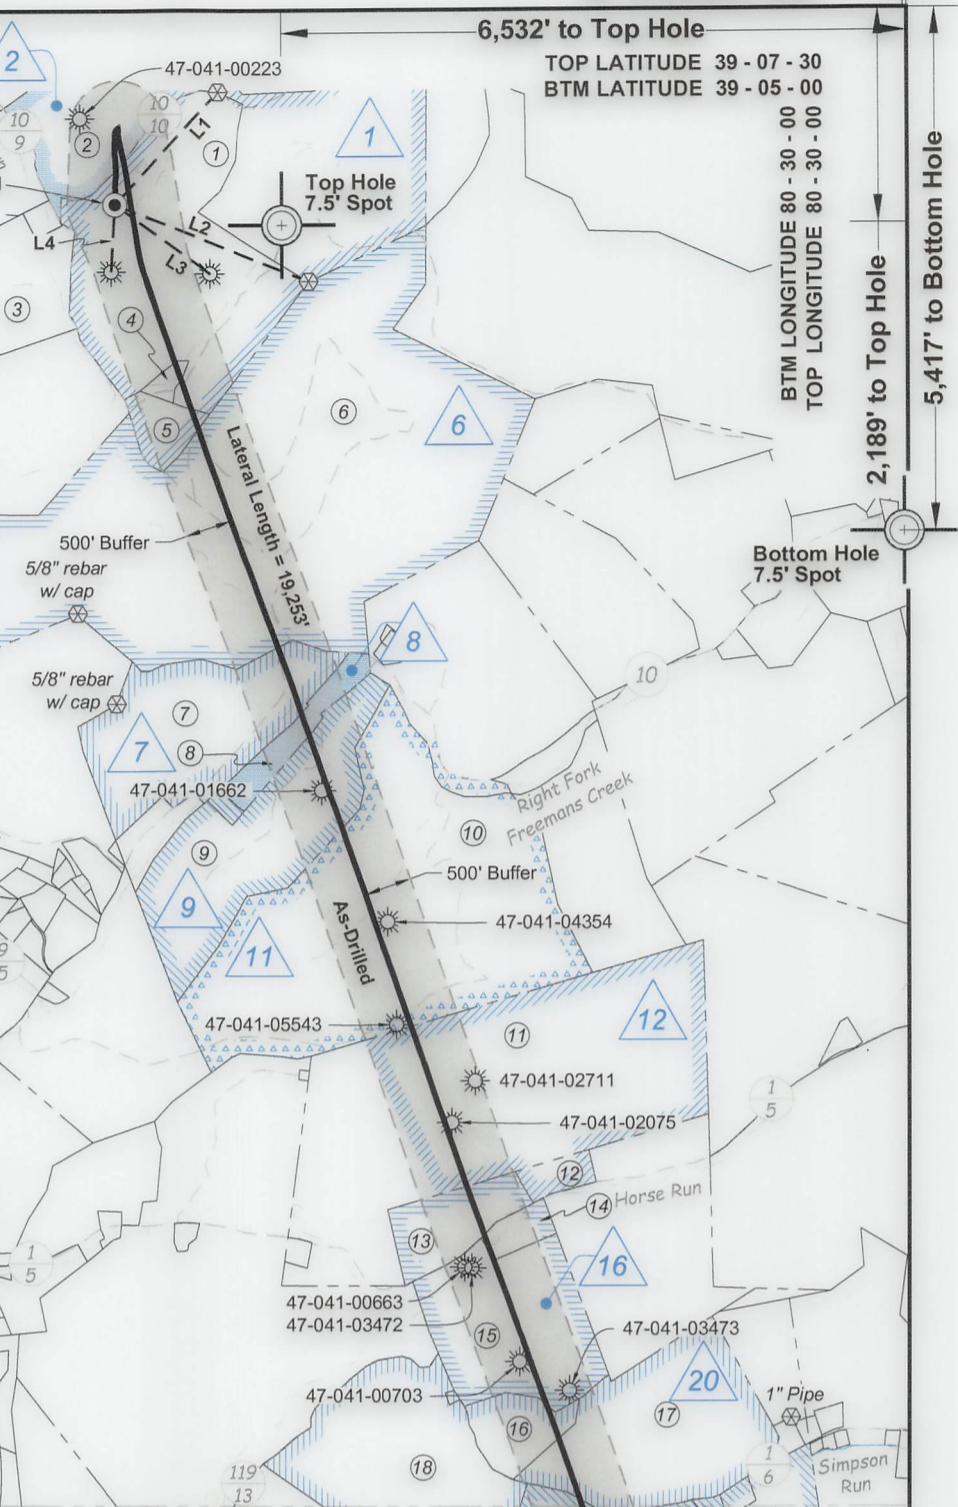 6,532' to Top Hole
TOP LATITUDE 39 - 07 - 30
BTM LATITUDE 39 - 05 - 00
BTM LONGITUDE 80 - 30 - 00
TOP LONGITUDE 80 - 30 - 00
2,189' to Top Hole
5,417' to Bottom Hole
2
47-041-00223
10
9
10
10
2
L1
1
1
Top Hole
7.5' Spot
L2
L3
L4
3
4
5
6
6
Lateral Length = 19,253'
500' Buffer
5/8" rebar
w/ cap
Bottom Hole
7.5' Spot
8
10
5/8" rebar
w/ cap
7
7
8
47-041-01662
Right Fork
Freemans Creek
9
10
500' Buffer
9
11
As-Drilled
47-041-04354
9
5
12
47-041-05543
11
47-041-02711
1
5
47-041-02075
12
14
Horse Run
13
1
5
16
47-041-00663
47-041-03472
15
47-041-03473
47-041-00703
20
1" Pipe
16
17
18
119
13
1
6
Simpson
Run